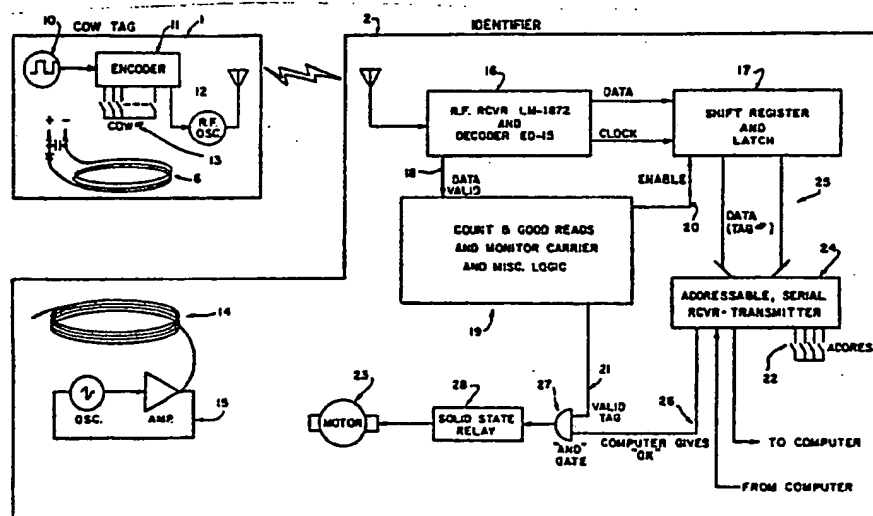 COW TAG
1
10
11
ENCODER
12
R.F.
OSC.
COW #
13
+ -
6
IDENTIFIER
2
16
R.F. RCVR LM-1872
AND
DECODER ED-15
DATA
CLOCK
17
SHIFT REGISTER
AND
LATCH
18
DATA
VALID
ENABLE
20
25
DATA
(TAG #)
COUNT 8 GOOD READS
AND MONITOR CARRIER
AND MISC. LOGIC
19
24
ADDRESSABLE, SERIAL
RCVR-TRANSMITTER
22
ADDRES
14
OSC.
AMP.
15
23
MOTOR
28
SOLID STATE
RELAY
27
"AND"
GATE
21
VALID
TAG
26
COMPUTER GIVES
"OK"
TO COMPUTER
FROM COMPUTER